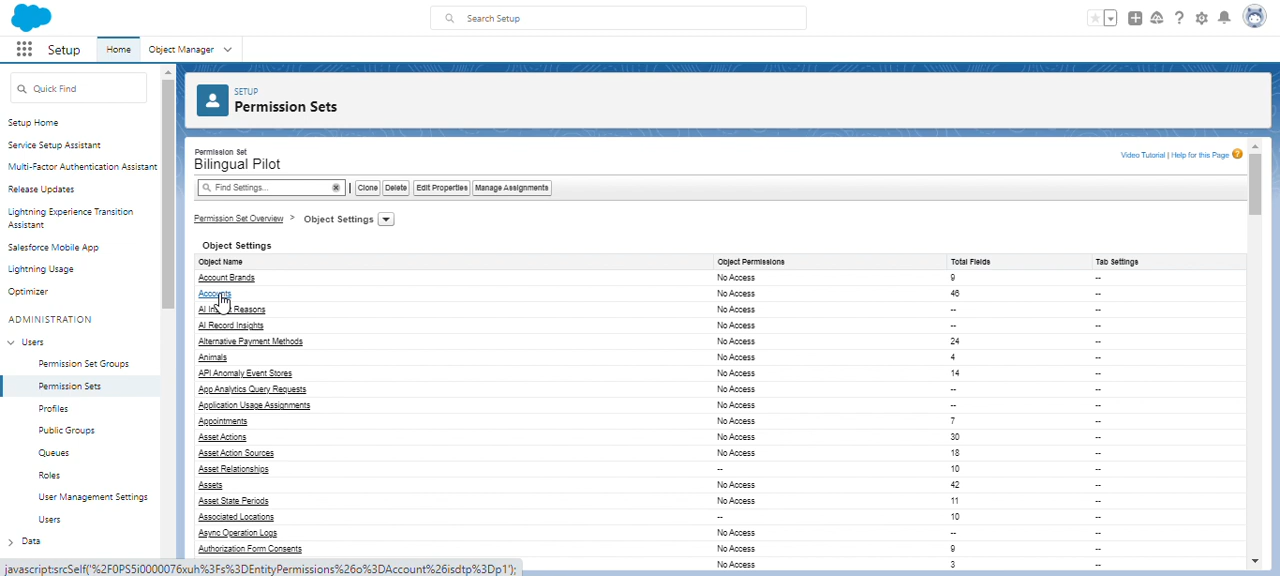 Search Setup
Setup
Home
Object Manager
Quick Find
Setup Home
Service Setup Assistant
Multi-Factor Authentication Assistant
Release Updates
Lightning Experience Transition
Assistant
Salesforce Mobile App
Lightning Usage
Optimizer
ADMINISTRATION
Users
Permission Set Groups
Permission Sets
Profiles
Public Groups
Queues
Roles
User Management Settings
Users
Data
SETUP
Permission Sets
Permission Set
Bilingual Pilot
Video Tutorial | Help for this Page
Find Settings... | Clone Delete Edit Properties Manage Assignments
Permission Set Overview > Object Settings
Object Settings
Object Name Object Permissions Total Fields Tab Settings
Account Brands No Access 9 --
Accounts No Access 46 --
AI Reasons No Access -- --
AI Record Insights No Access -- --
Alternative Payment Methods No Access 24 --
Animals No Access 4 --
API Anomaly Event Stores No Access 14 --
App Analytics Query Requests No Access -- --
Application Usage Assignments No Access -- --
Appointments No Access 7 --
Asset Actions No Access 30 --
Asset Action Sources No Access 18 --
Asset Relationships -- 10 --
Assets No Access 42 --
Asset State Periods No Access 11 --
Associated Locations -- 10 --
Async Operation Logs No Access -- --
Authorization Form Consents No Access 9 --
No Access 3 --
javascript:srcSelf('%2F0PS5i0000076xuh%3Fs%3DEntityPermissions%26o%3DAccount%26isdtp%3Dp1');